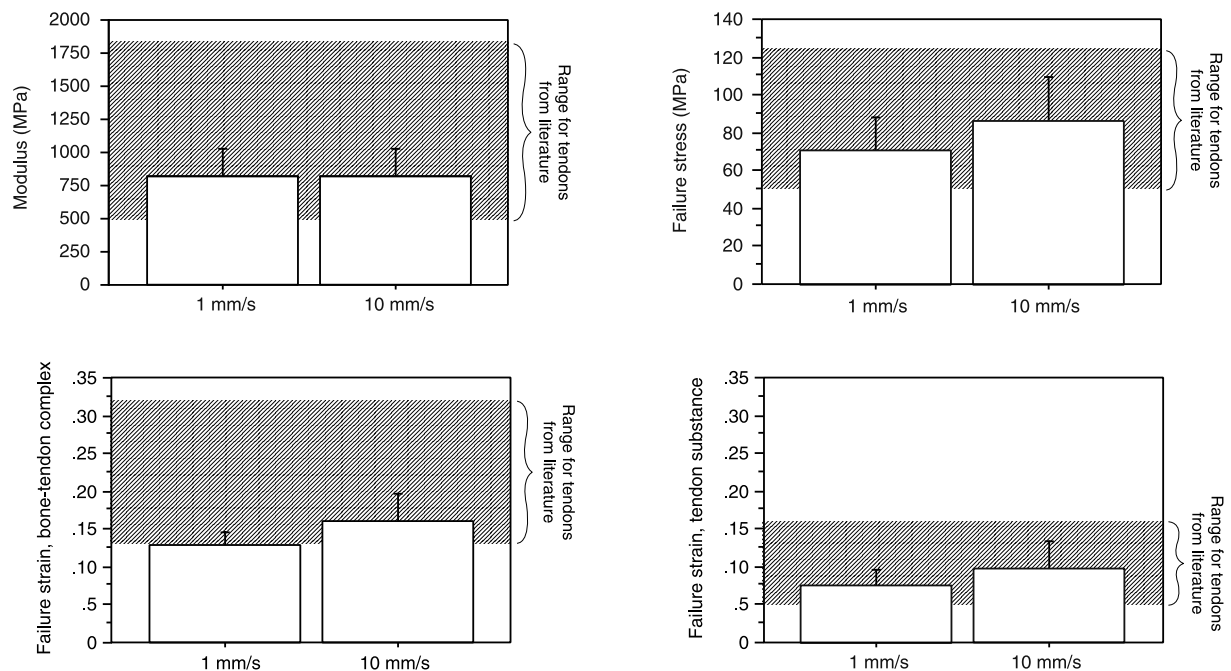 Modulus (MPa)
2000
1750
1500
1250
1000
750
500
250
0
1 mm/s
10 mm/s
Range for tendons
from literature
Failure stress (MPa)
140
120
100
80
60
40
20
0
1 mm/s
10 mm/s
Range for tendons
from literature
Failure strain, bone-tendon complex
.35
.30
.25
.20
.15
.10
.5
0
1 mm/s
10 mm/s
Range for tendons
from literature
Failure strain, tendon substance
.35
.30
.25
.20
.15
.10
.5
0
1 mm/s
10 mm/s
Range for tendons
from literature